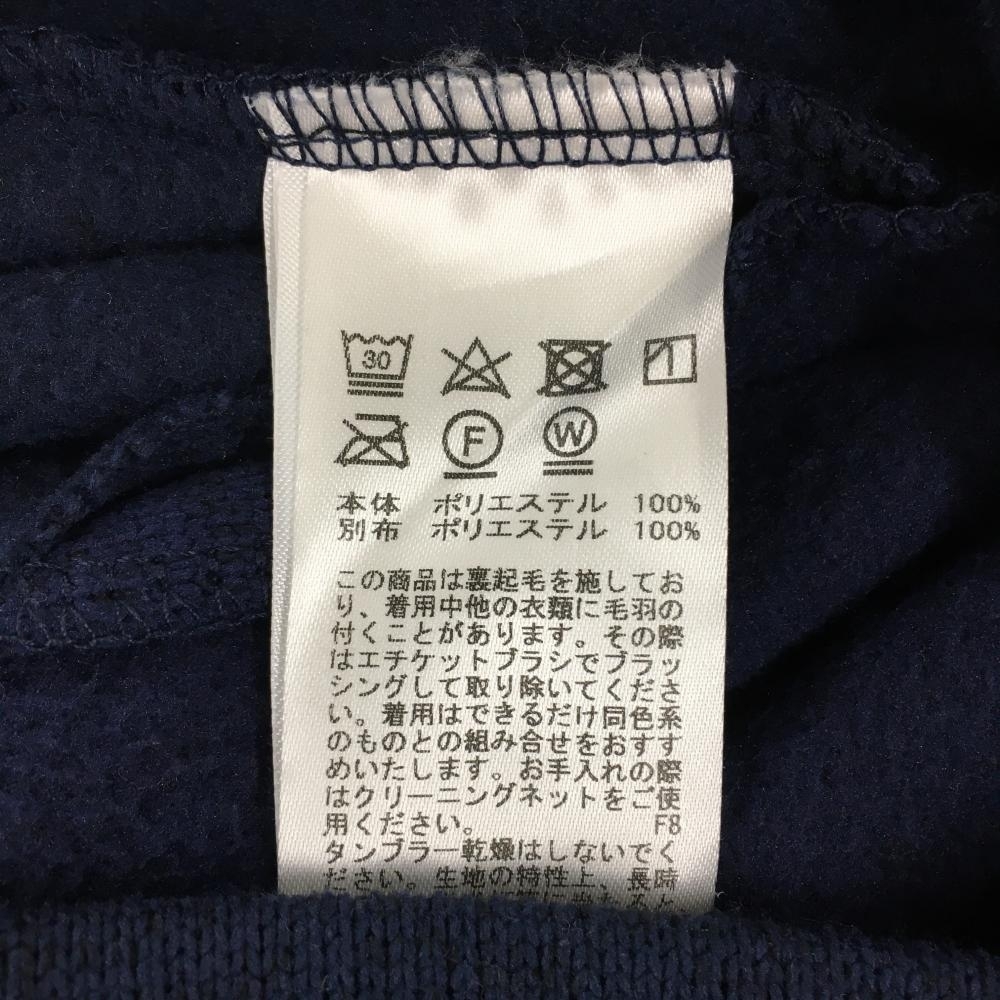 30
F W
本体 ポリエステル 100%
別布 ポリエステル 100%
この商品は裏起毛を施してお
り、着用中他の衣類に毛羽の
付くことがあります。その際
はエチケットブラシでブラッ
シングして取り除いてくださ
い。着用はできるだけ同色系
のものとの組み合せをおすす
めいたします。お手入れの際
はクリーニングネットをご使
用ください。 F8
タンブラー乾燥はしないでく
ださい。生地の特性上、長時